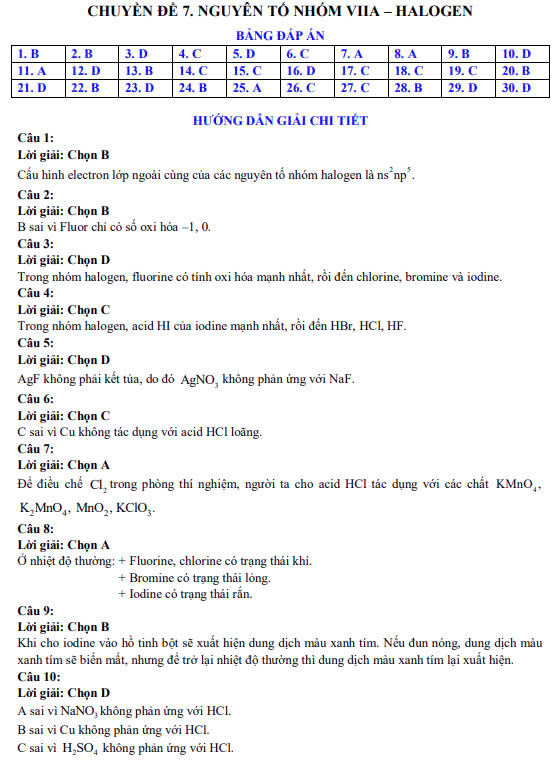 CHUYÊN ĐỀ 7. NGUYÊN TỐ NHÓM VIIA – HALOGEN
BẢNG ĐÁP ÁN
1. B 2. B 3. D 4. C 5. D 6. C 7. A 8. A 9. B 10. D
11. A 12. D 13. B 14. C 15. C 16. D 17. C 18. C 19. C 20. B
21. D 22. B 23. D 24. B 25. A 26. C 27. C 28. B 29. D 30. D
HƯỚNG DẪN GIẢI CHI TIẾT
Câu 1:
Lời giải: Chọn B
Cấu hình electron lớp ngoài cùng của các nguyên tố nhóm halogen là ns²np⁵.
Câu 2:
Lời giải: Chọn B
B sai vì Fluor chỉ có số oxi hóa –1, 0.
Câu 3:
Lời giải: Chọn D
Trong nhóm halogen, fluorine có tính oxi hóa mạnh nhất, rồi đến chlorine, bromine và iodine.
Câu 4:
Lời giải: Chọn C
Trong nhóm halogen, acid HI của iodine mạnh nhất, rồi đến HBr, HCl, HF.
Câu 5:
Lời giải: Chọn D
AgF không phải kết tủa, do đó AgNO₃ không phản ứng với NaF.
Câu 6:
Lời giải: Chọn C
C sai vì Cu không tác dụng với acid HCl loãng.
Câu 7:
Lời giải: Chọn A
Để điều chế Cl₂ trong phòng thí nghiệm, người ta cho acid HCl tác dụng với các chất KMnO₄,
K₂MnO₄, MnO₂, KClO₃.
Câu 8:
Lời giải: Chọn A
Ở nhiệt độ thường: + Fluorine, chlorine có trạng thái khí.
+ Bromine có trạng thái lỏng.
+ Iodine có trạng thái rắn.
Câu 9:
Lời giải: Chọn B
Khi cho iodine vào hồ tinh bột sẽ xuất hiện dung dịch màu xanh tím. Nếu đun nóng, dung dịch màu
xanh tím sẽ biến mất, nhưng để trở lại nhiệt độ thường thì dung dịch màu xanh tím lại xuất hiện.
Câu 10:
Lời giải: Chọn D
A sai vì NaNO₃ không phản ứng với HCl.
B sai vì Cu không phản ứng với HCl.
C sai vì H₂SO₄ không phản ứng với HCl.